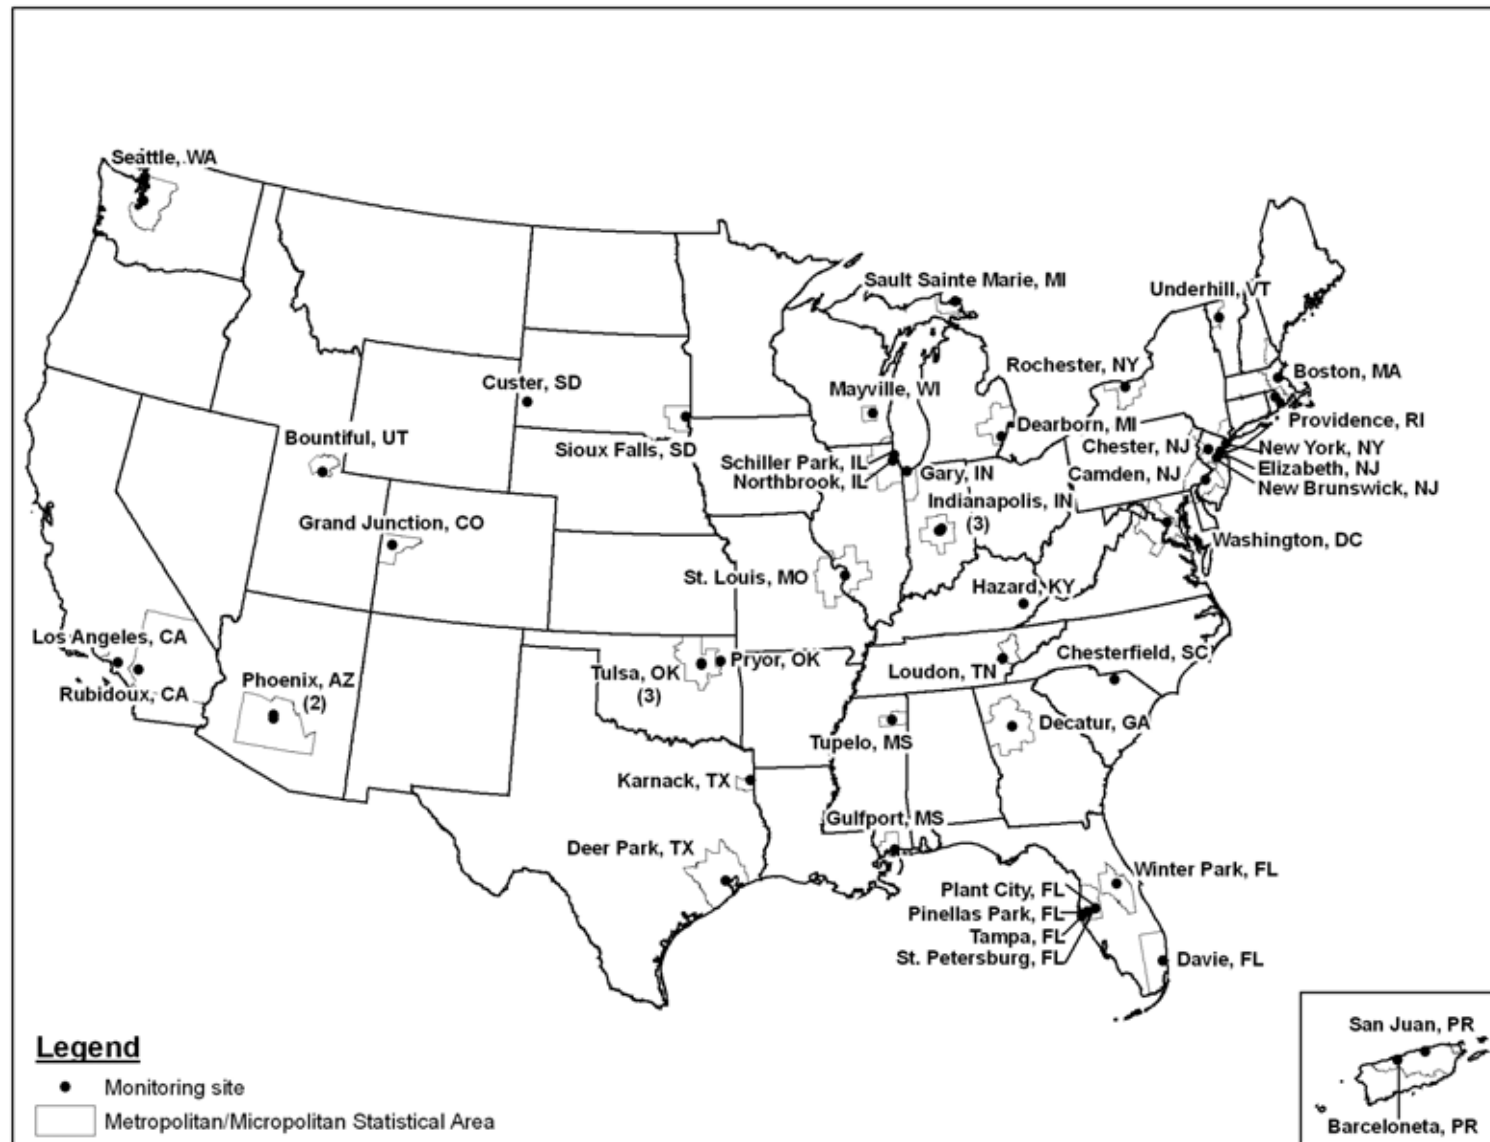 Seattle, WA
Sault Sainte Marie, MI
Underhill, VT
Rochester, NY
Boston, MA
Custer, SD
Mayville, WI
Dearborn, MI
Providence, RI
Bountiful, UT
Sioux Falls, SD
Chester, NJ
New York, NY
Schiller Park, IL
Elizabeth, NJ
Northbrook, IL
Gary, IN
Camden, NJ
New Brunswick, NJ
Indianapolis, IN
(3)
Grand Junction, CO
Washington, DC
St. Louis, MO
Hazard, KY
Los Angeles, CA
Chesterfield, SC
Pryor, OK
Tulsa, OK
(3)
Loudon, TN
Phoenix, AZ
(2)
Rubidoux, CA
Decatur, GA
Tupelo, MS
Karnack, TX
Gulfport, MS
Deer Park, TX
Winter Park, FL
Plant City, FL
Pinellas Park, FL
Tampa, FL
St. Petersburg, FL
Davie, FL
San Juan, PR
Barceloneta, PR
Legend
Monitoring site
Metropolitan/Micropolitan Statistical Area